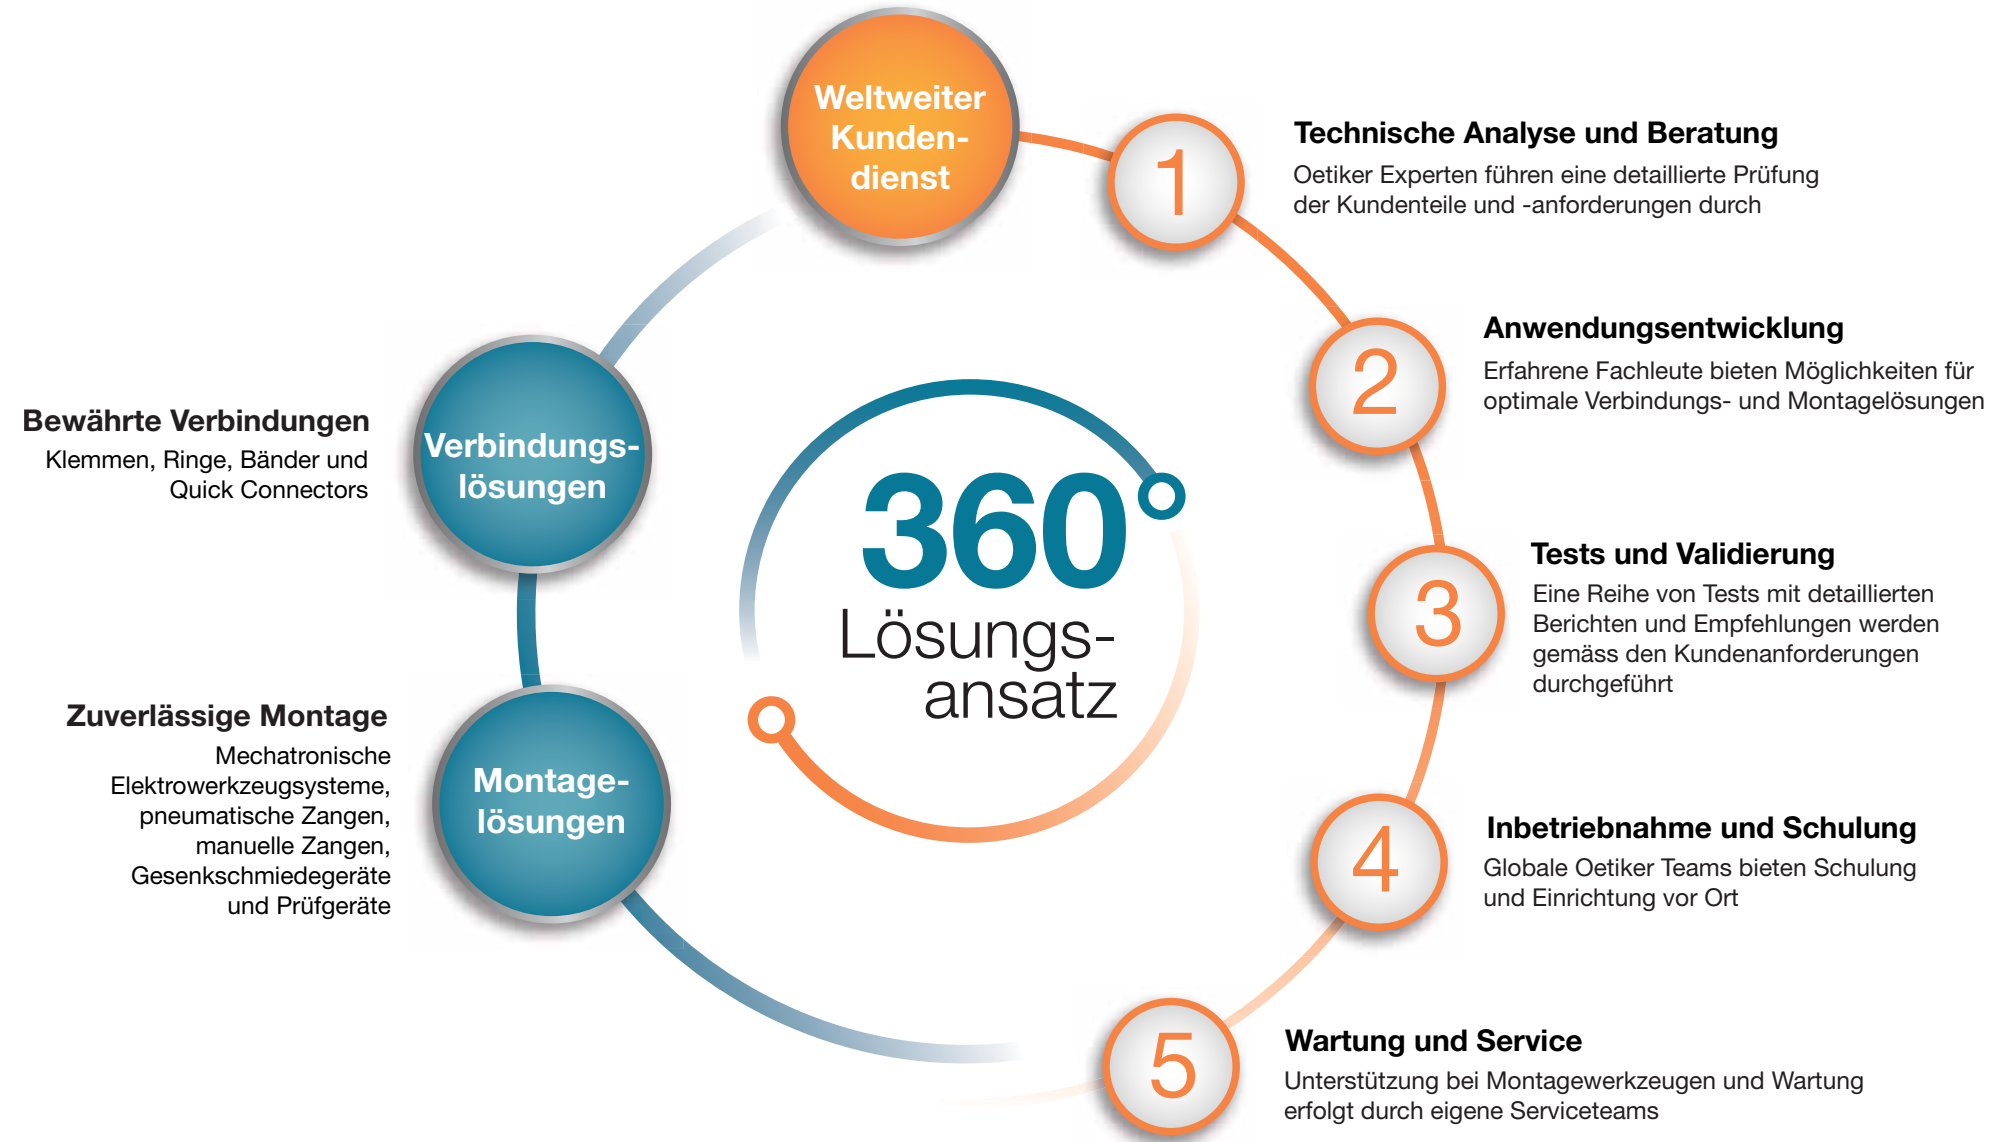 Weltweiter
Kunden-
dienst
1
Technische Analyse und Beratung
Oetiker Experten führen eine detaillierte Prüfung
der Kundenteile und -anforderungen durch
2
Anwendungsentwicklung
Erfahrene Fachleute bieten Möglichkeiten für
optimale Verbindungs- und Montagelösungen
3
Tests und Validierung
Eine Reihe von Tests mit detaillierten
Berichten und Empfehlungen werden
gemäss den Kundenanforderungen
durchgeführt
4
Inbetriebnahme und Schulung
Globale Oetiker Teams bieten Schulung
und Einrichtung vor Ort
5
Wartung und Service
Unterstützung bei Montagewerkzeugen und Wartung
erfolgt durch eigene Serviceteams
360°
Lösungs-
ansatz
Verbindungs-
lösungen
Bewährte Verbindungen
Klemmen, Ringe, Bänder und
Quick Connectors
Montage-
lösungen
Zuverlässige Montage
Mechatronische
Elektrowerkzeugsysteme,
pneumatische Zangen,
manuelle Zangen,
Gesenkschmiedegeräte
und Prüfgeräte